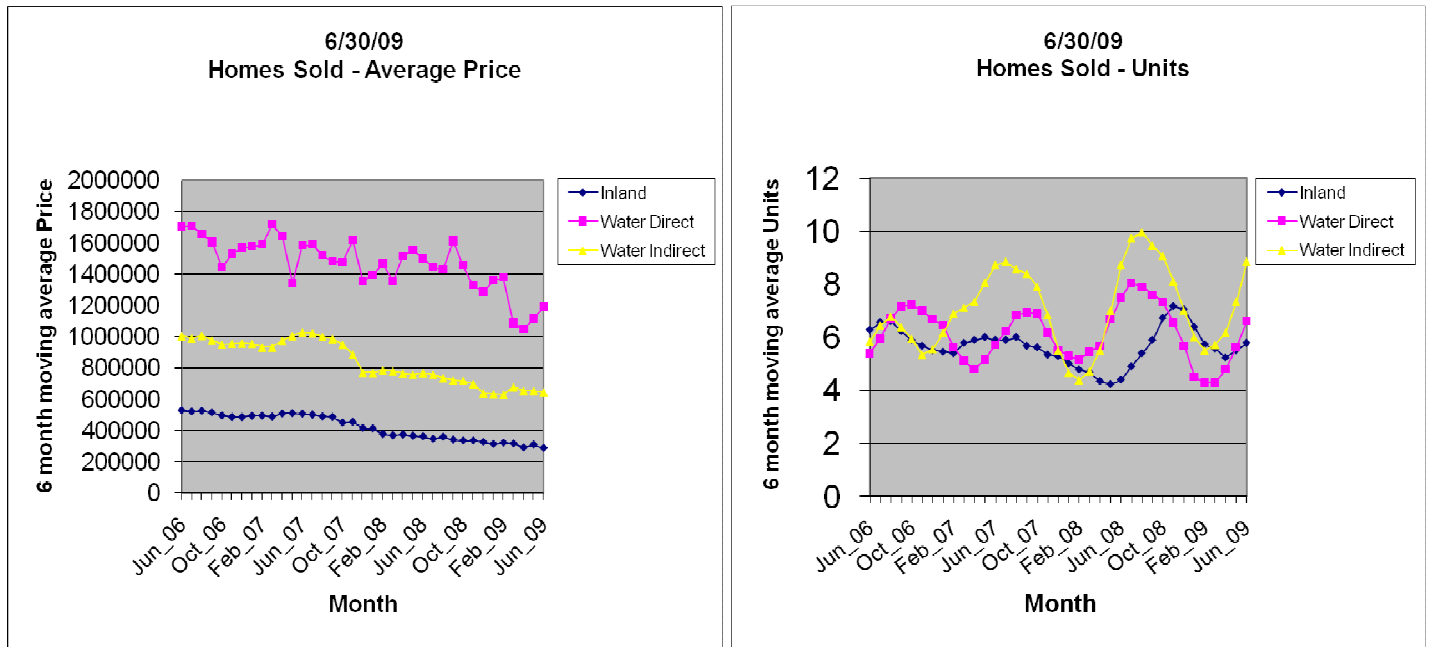 6/30/09
Homes Sold - Average Price
6 month moving average Price
2000000
1800000
1600000
1400000
1200000
1000000
800000
600000
400000
200000
0
Jun_06
Oct_06
Feb_07
Jun_07
Oct_07
Feb_08
Jun_08
Oct_08
Feb_09
Jun_09
Month
Inland
Water Direct
Water Indirect
6/30/09
Homes Sold - Units
6 month moving average Units
12
10
8
6
4
2
0
Jun_06
Oct_06
Feb_07
Jun_07
Oct_07
Feb_08
Jun_08
Oct_08
Feb_09
Jun_09
Month
Inland
Water Direct
Water Indirect